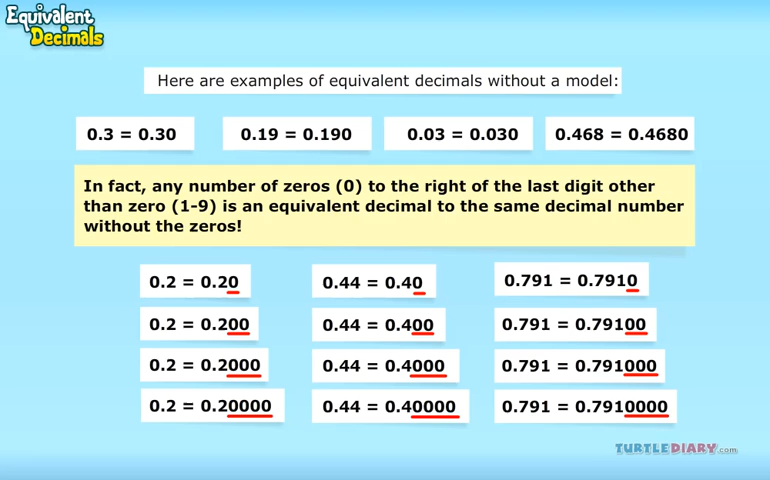 Equivalent
Decimals
Here are examples of equivalent decimals without a model:
0.3 = 0.30 0.19 = 0.190 0.03 = 0.030 0.468 = 0.4680
In fact, any number of zeros (0) to the right of the last digit other
than zero (1-9) is an equivalent decimal to the same decimal number
without the zeros!
0.2 = 0.20 0.44 = 0.40 0.791 = 0.7910
0.2 = 0.200 0.44 = 0.400 0.791 = 0.79100
0.2 = 0.2000 0.44 = 0.4000 0.791 = 0.791000
0.2 = 0.20000 0.44 = 0.40000 0.791 = 0.7910000
TURTLEDIARY.com